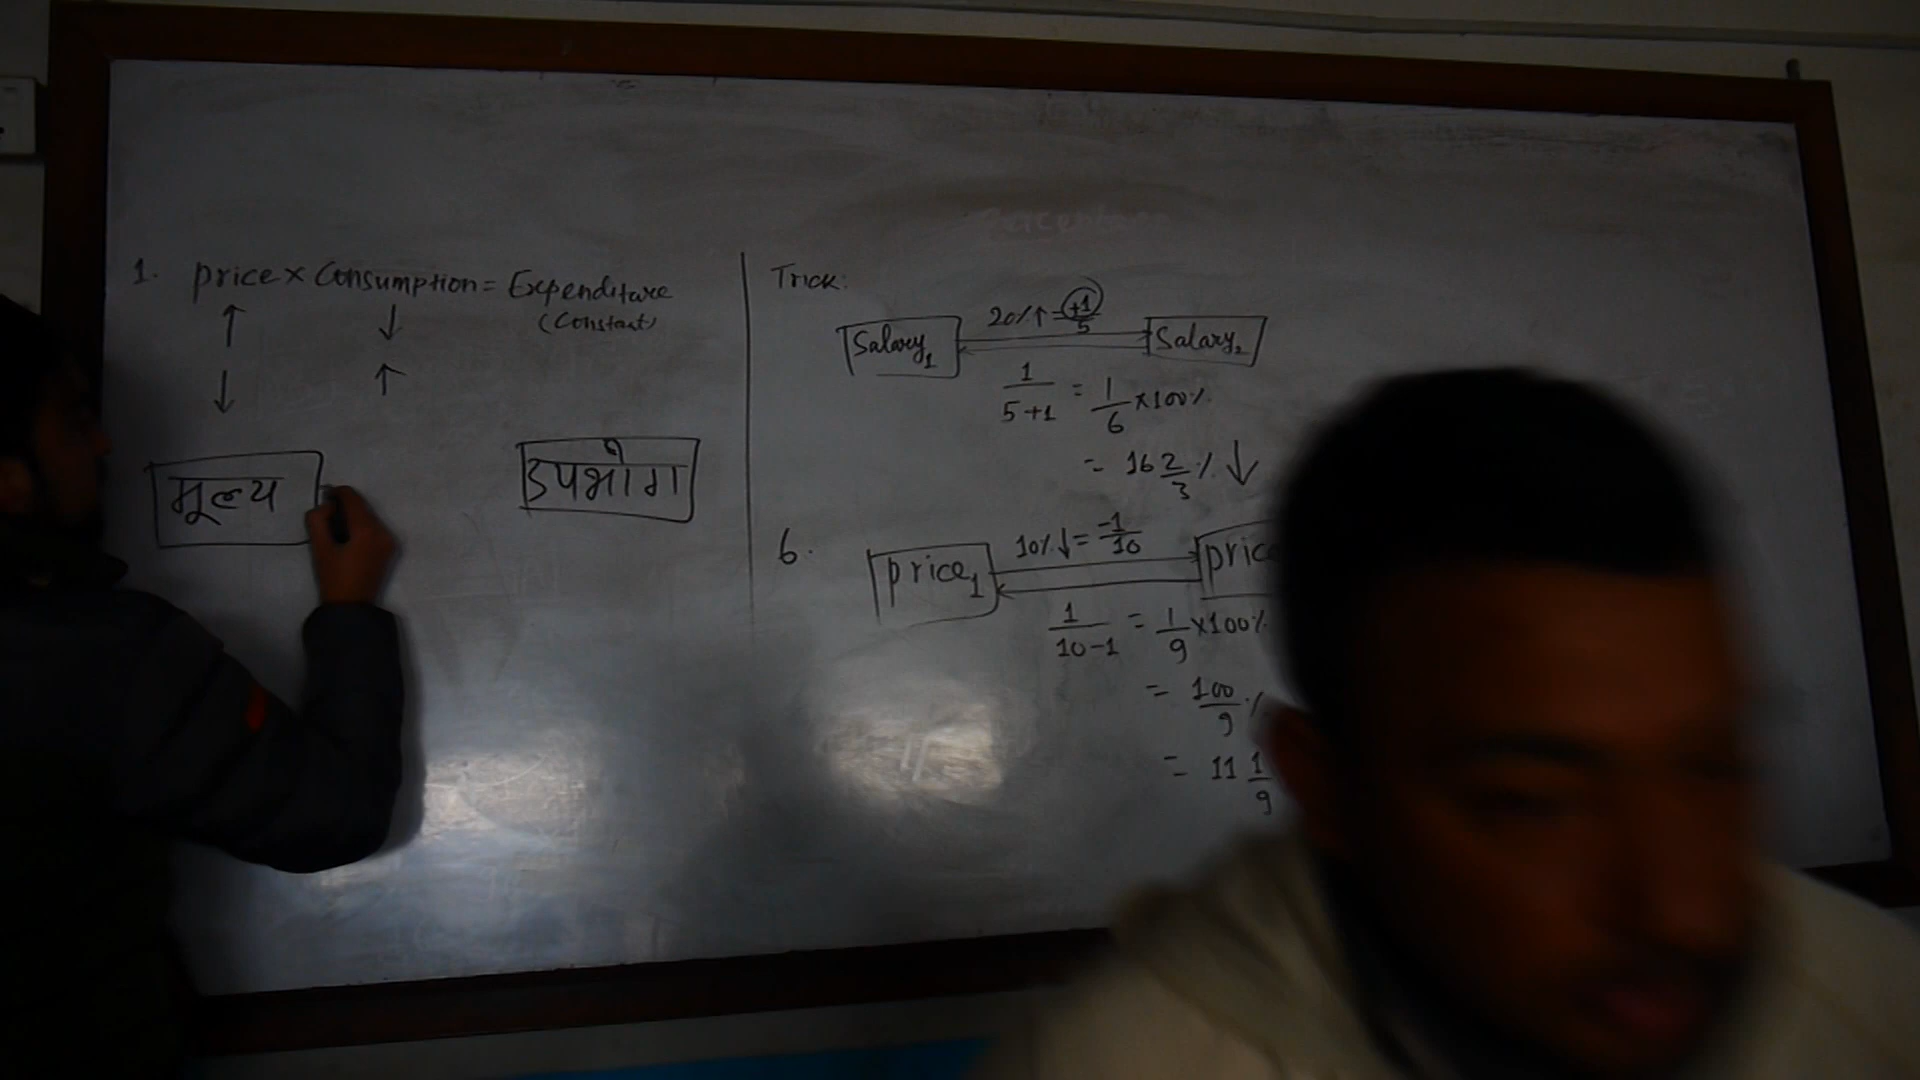 1. price × Consumption = Expenditure
(Constant)
↑ ↓
↓ ↑
मूल्य उपभोग
Trick:
Salary₁ 20%↑ = +1/5 Salary₂
1/(5+1) = 1/6 ×100%
= 16 2/3 % ↓
6. price₁ 10%↓ = -1/10
1/(10-1) = 1/9 ×100%
= 100/9 %
= 11 1/9